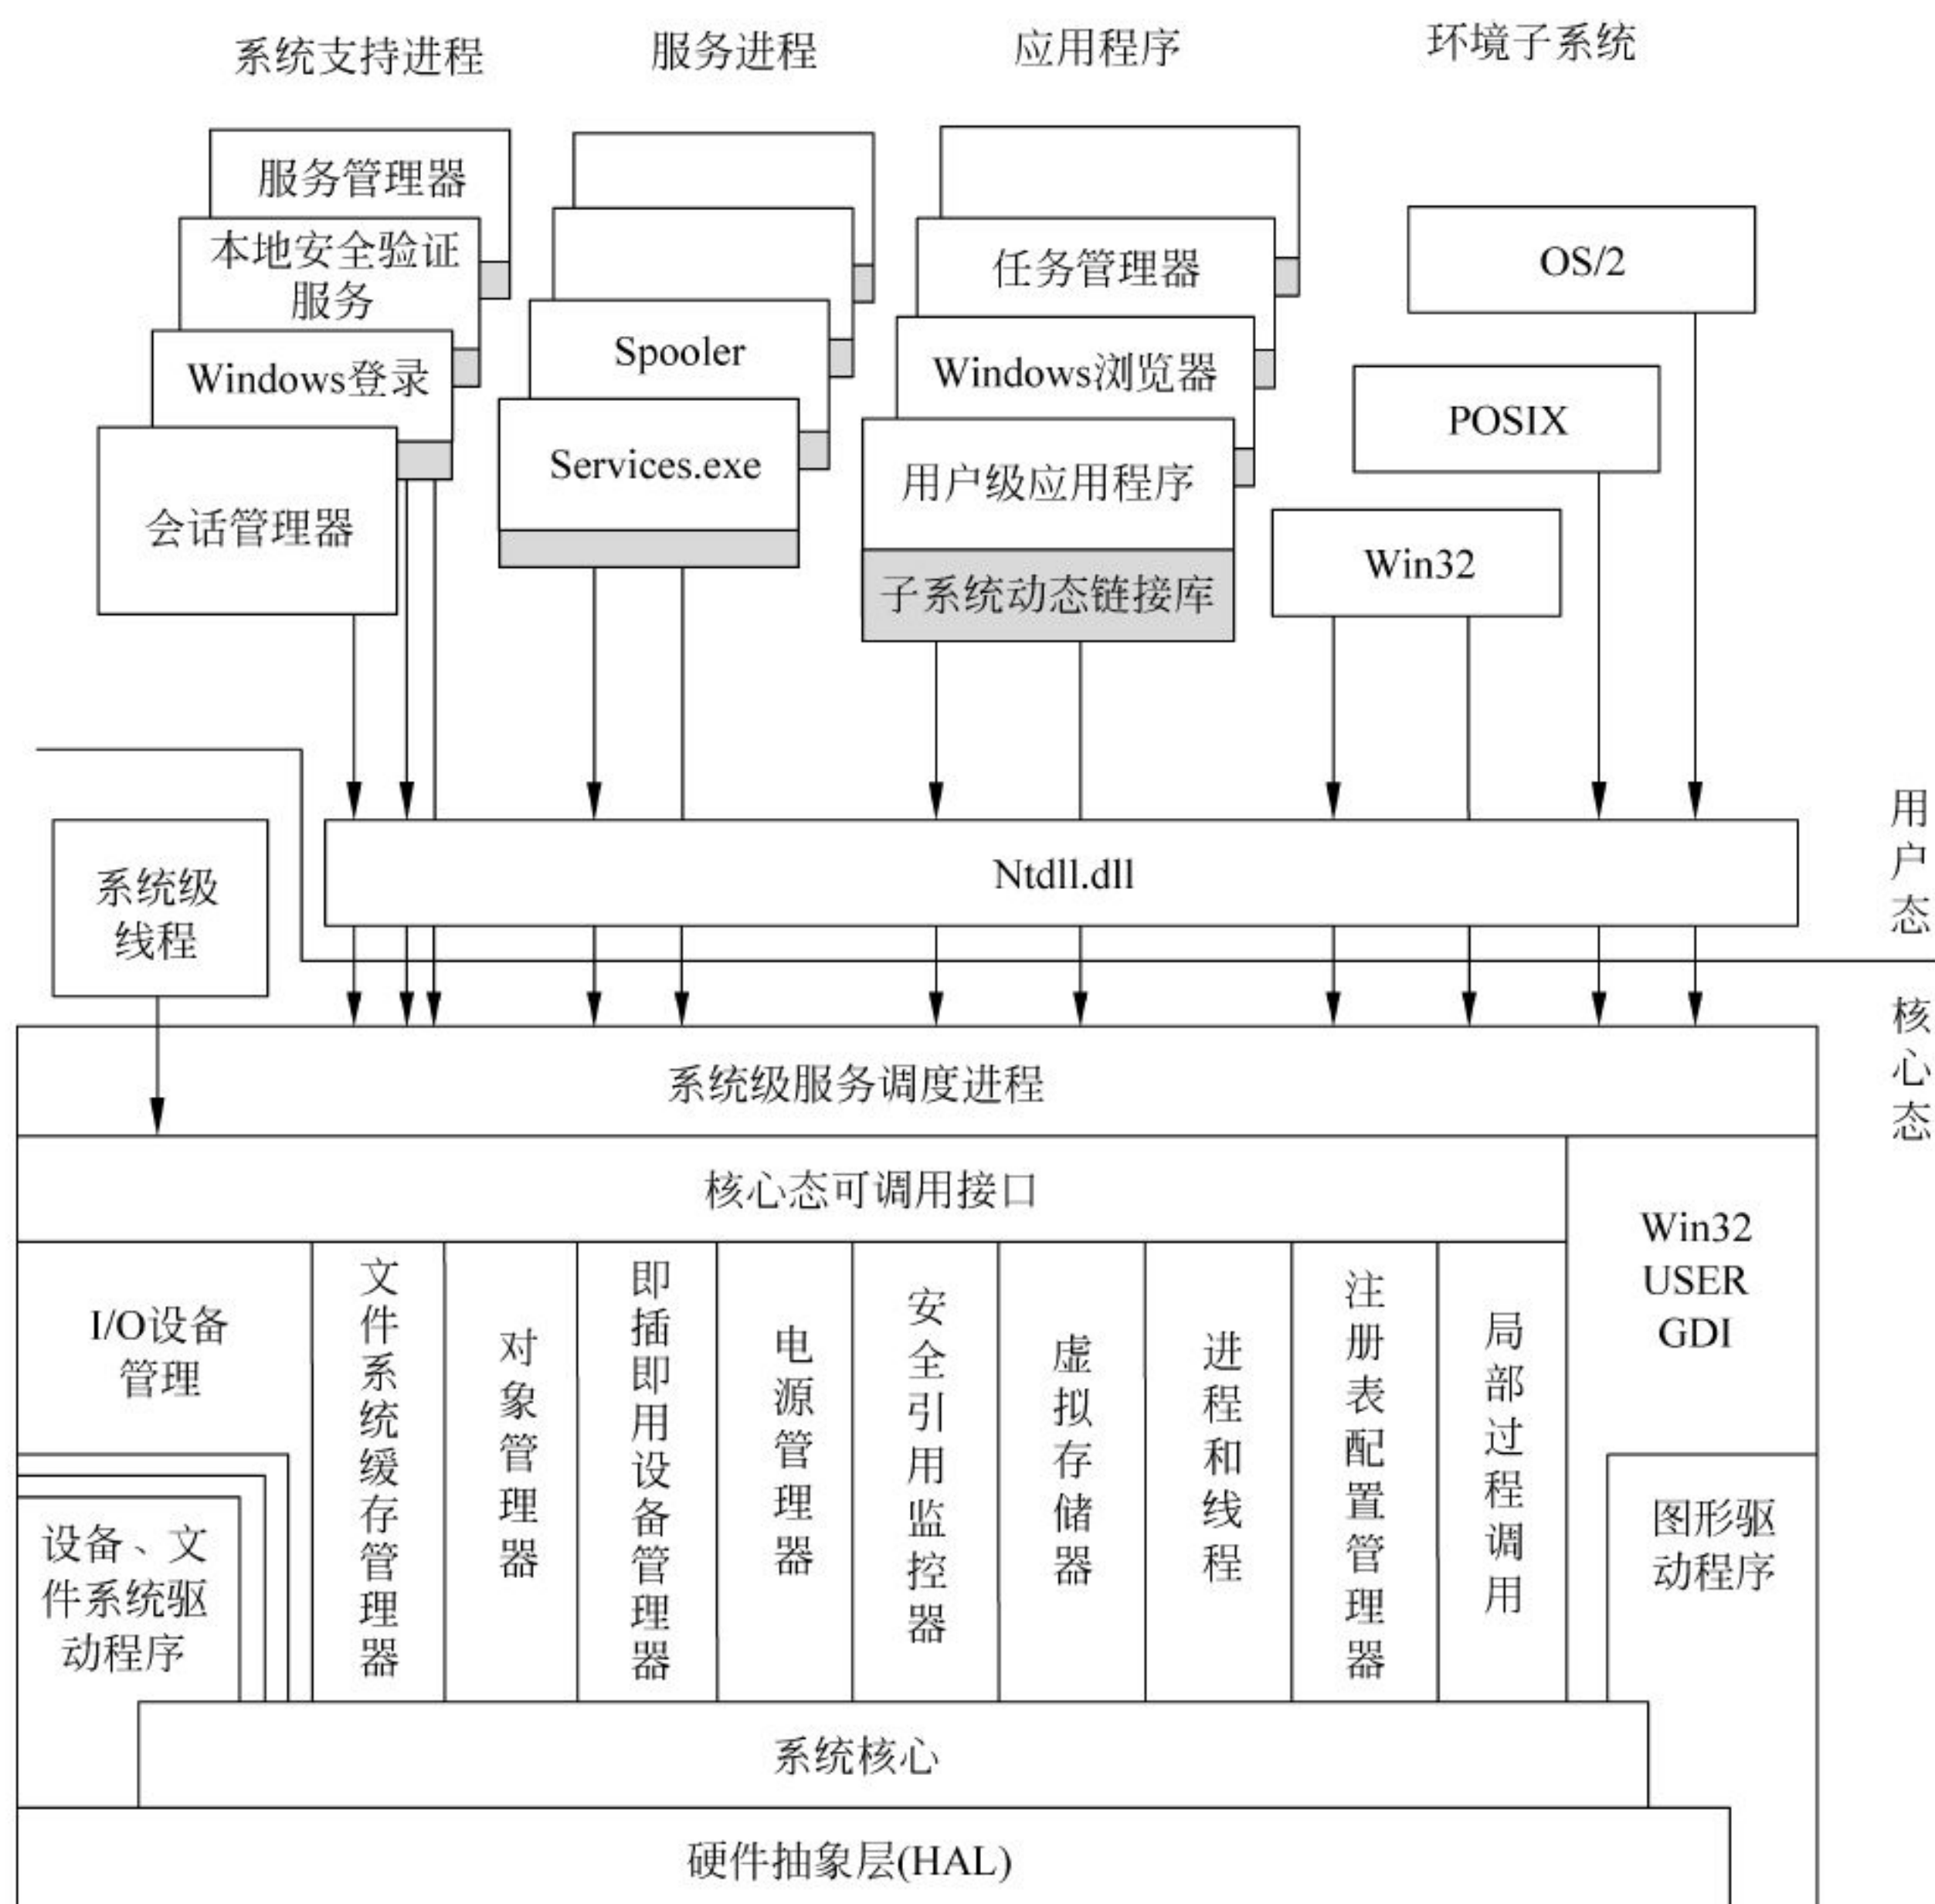 系统支持进程
服务进程
应用程序
环境子系统
服务管理器
本地安全验证
服务
Windows登录
会话管理器
Spooler
Services.exe
任务管理器
Windows浏览器
用户级应用程序
子系统动态链接库
OS/2
POSIX
Win32
用户态
系统级
线程
Ntdll.dll
核心态
系统级服务调度进程
核心态可调用接口
I/O设备
管理
文件系统缓存管理器
对象管理器
即插即用设备管理器
电源管理器
安全引用监控器
虚拟存储器
进程和线程
注册表配置管理器
局部过程调用
Win32
USER
GDI
设备、文
件系统驱
动程序
图形驱
动程序
系统核心
硬件抽象层(HAL)